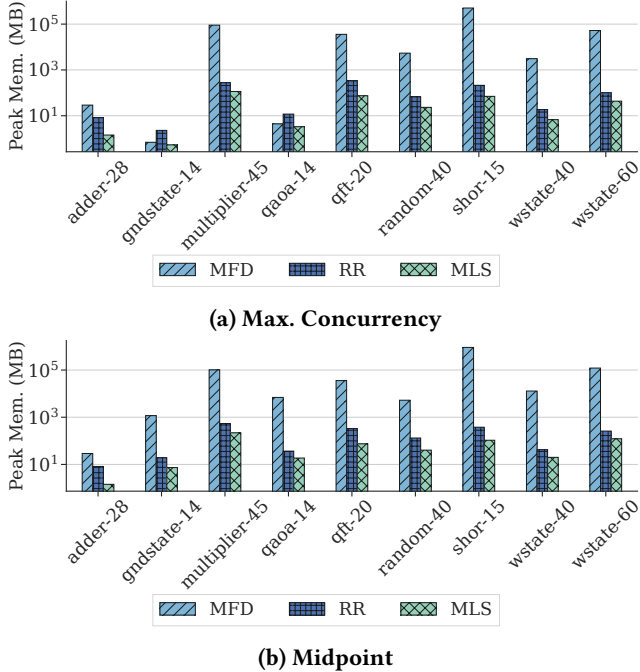 Peak Mem. (MB)
10^5
10^3
10^1
adder-28
gndstate-14
multiplier-45
qaoa-14
qft-20
random-40
shor-15
wstate-40
wstate-60
MFD RR MLS
(a) Max. Concurrency
Peak Mem. (MB)
10^5
10^3
10^1
adder-28
gndstate-14
multiplier-45
qaoa-14
qft-20
random-40
shor-15
wstate-40
wstate-60
MFD RR MLS
(b) Midpoint